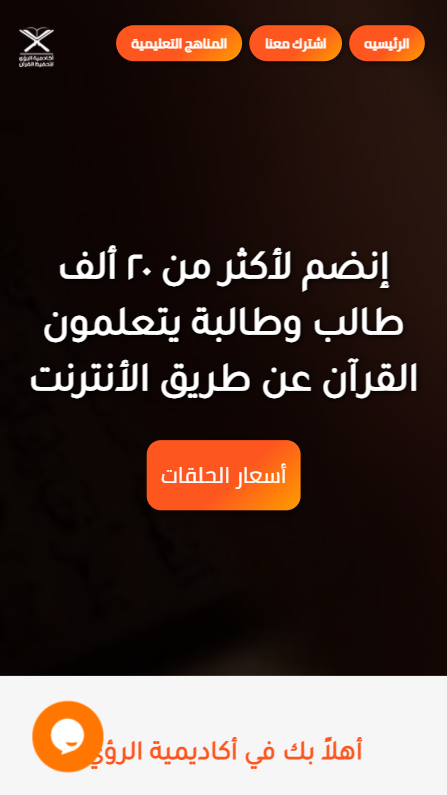 الرئيسيه
اشترك معنا
المناهج التعليمية
أكاديمية الرؤى
لتحفيظ القرآن
إنضم لأكثر من ٢٠ ألف
طالب وطالبة يتعلمون
القرآن عن طريق الأنترنت
أسعار الحلقات
أهلاً بك في أكاديمية الرؤى